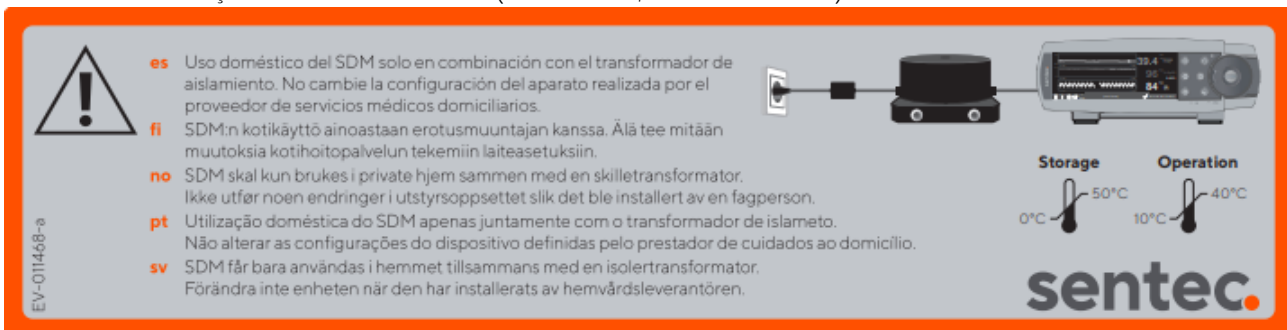 es Uso doméstico del SDM solo en combinación con el transformador de
aislamiento. No cambie la configuración del aparato realizada por el
proveedor de servicios médicos domiciliarios.
fi SDM:n kotikäyttö ainoastaan erotusmuuntajan kanssa. Älä tee mitään
muutoksia kotihoitopalvelun tekemiin laiteasetuksiin.
no SDM skal kun brukes i private hjem sammen med en skilletransformator.
Ikke utfør noen endringer i utstyrsoppsettet slik det ble installert av en fagperson.
pt Utilização doméstica do SDM apenas juntamente com o transformador de islameto.
Não alterar as configurações do dispositivo definidas pelo prestador de cuidados ao domicílio.
sv SDM får bara användas i hemmet tillsammans med en isolertransformator.
Förändra inte enheten när den har installerats av hemvårdsleverantören.
EV-011468-a
39.4
96
84
Storage Operation
50°C 40°C
0°C 10°C
sentec.